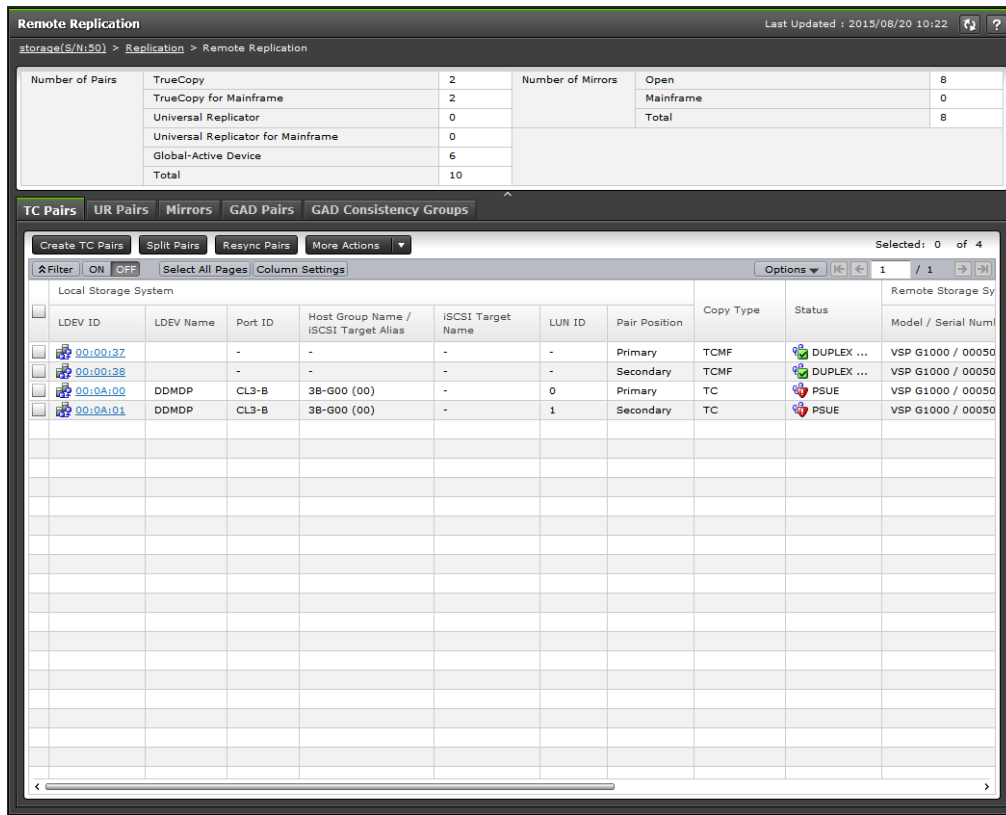 Remote Replication
Last Updated : 2015/08/20 10:22
?
storage(S/N:50) > Replication > Remote Replication
Number of Pairs TrueCopy 2 Number of Mirrors Open 8
TrueCopy for Mainframe 2 Mainframe 0
Universal Replicator 0 Total 8
Universal Replicator for Mainframe 0
Global-Active Device 6
Total 10
TC Pairs UR Pairs Mirrors GAD Pairs GAD Consistency Groups
Create TC Pairs Split Pairs Resync Pairs More Actions Selected: 0 of 4
Filter ON OFF Select All Pages Column Settings Options 1 / 1
Local Storage System Copy Type Status Remote Storage Sy
LDEV ID LDEV Name Port ID Host Group Name / iSCSI Target Alias iSCSI Target Name LUN ID Pair Position Model / Serial Numl
00:00:37 - - - - Primary TCMF DUPLEX ... VSP G1000 / 00050
00:00:38 - - - - Secondary TCMF DUPLEX ... VSP G1000 / 00050
00:0A:00 DDMDP CL3-B 3B-G00 (00) - 0 Primary TC PSUE VSP G1000 / 00050
00:0A:01 DDMDP CL3-B 3B-G00 (00) - 1 Secondary TC PSUE VSP G1000 / 00050